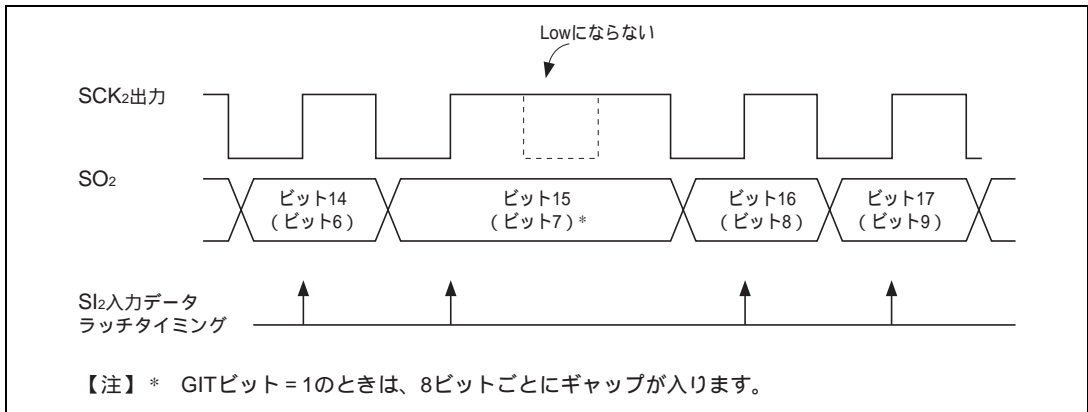 Lowにならない
SCK2出力
SO2
ビット14
（ビット6）
ビット15
（ビット7）*
ビット16
（ビット8）
ビット17
（ビット9）
SI2入力データ
ラッチタイミング
【注】* GITビット = 1のときは、8ビットごとにギャップが入ります。